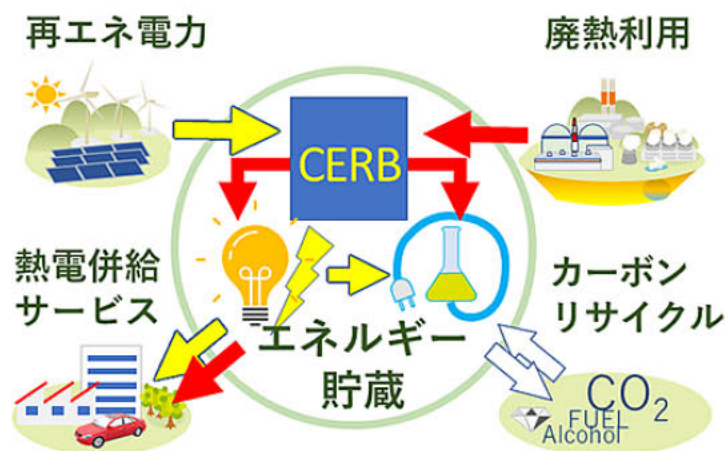 再エネ電力
廃熱利用
CERB
熱電併給
サービス
カーボン
リサイクル
エネルギー
貯蔵
CO₂
FUEL
Alcohol